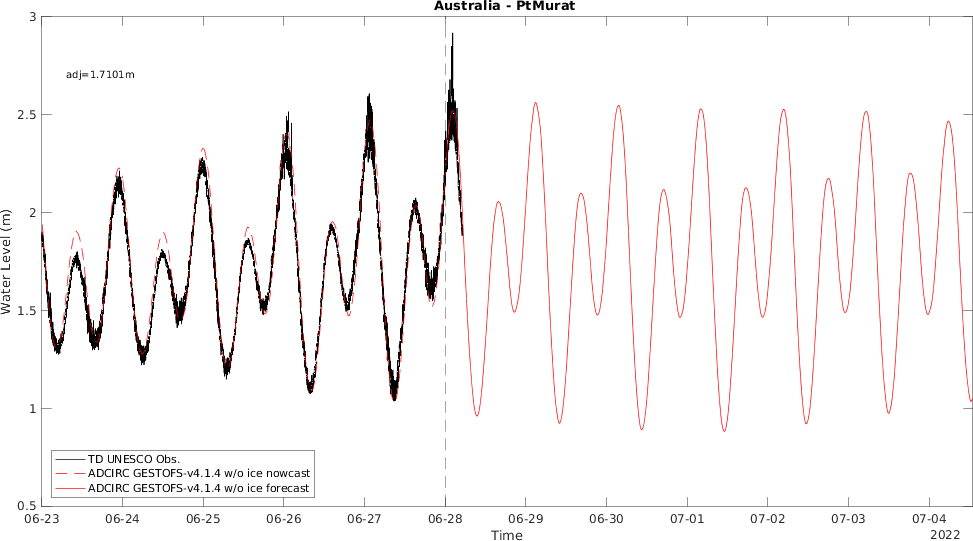 Australia - PtMurat
3
adj=1.7101m
2.5
2
Water Level (m)
1.5
1
TD UNESCO Obs.
ADCIRC GESTOFS-v4.1.4 w/o ice nowcast
ADCIRC GESTOFS-v4.1.4 w/o ice forecast
0.5
06-23 06-24 06-25 06-26 06-27 06-28 06-29 06-30 07-01 07-02 07-03 07-04
Time 2022